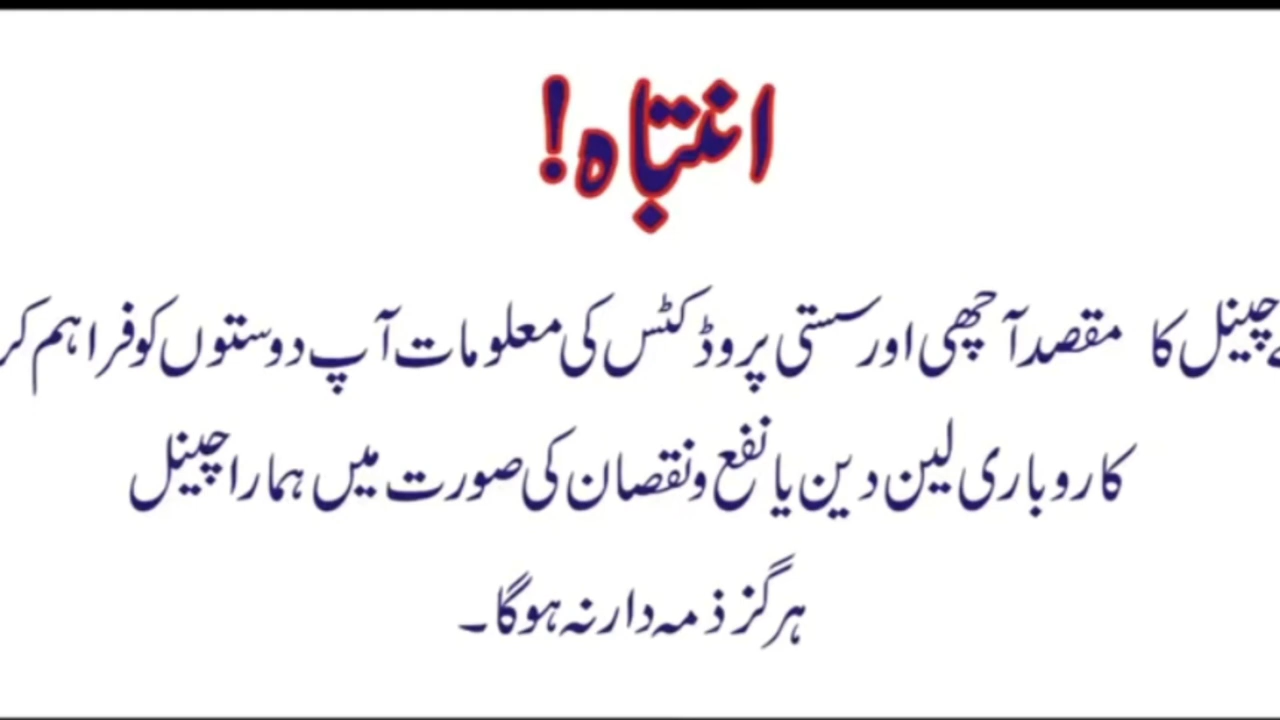 انتباہ!
چینل کا مقصد آچھی اور سستی پروڈکٹس کی معلومات آپ دوستوں کو فراہم کر
کاروباری لین دین یا نفع و نقصان کی صورت میں ہمارا چینل
ہرگز ذمہ دار نہ ہوگا۔